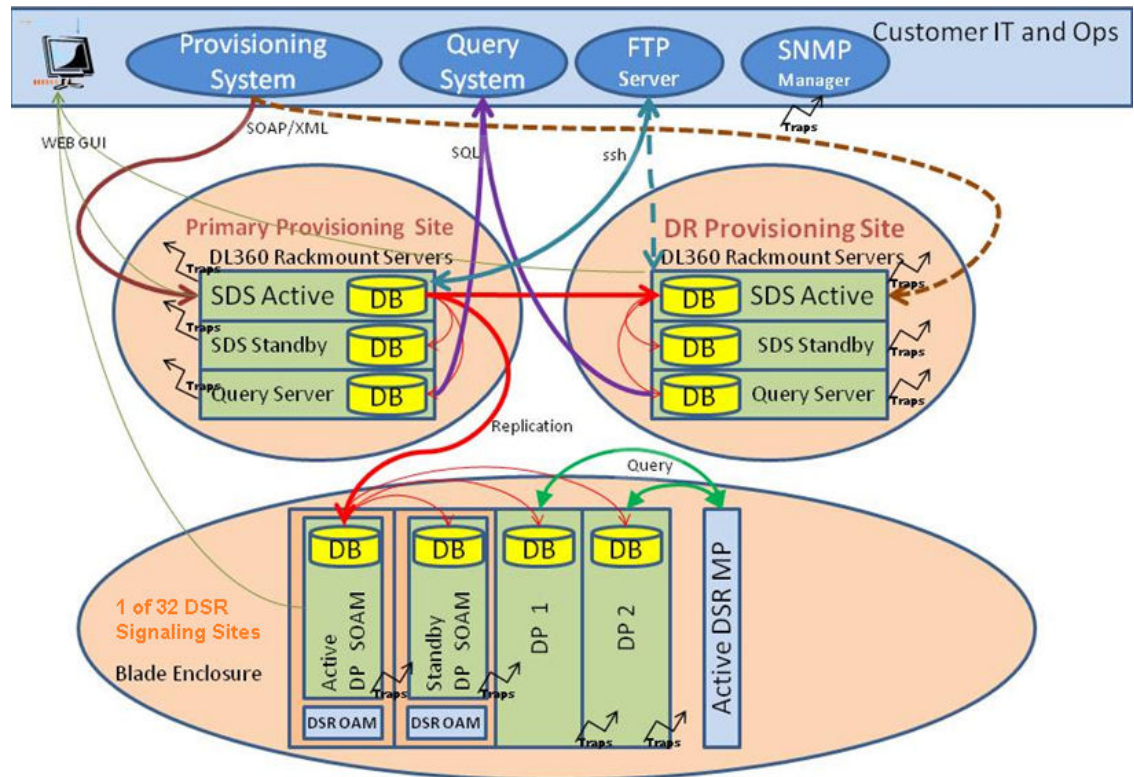 Customer IT and Ops
Provisioning
System
Query
System
FTP
Server
SNMP
Manager
Traps
WEB GUI
SOAP/XML
SQL
ssh
Primary Provisioning Site
DL360 Rackmount Servers
Traps
SDS Active
DB
Traps
SDS Standby
DB
Traps
Query Server
DB
DR Provisioning Site
DL360 Rackmount Servers
DB
SDS Active
Traps
DB
SDS Standby
Traps
DB
Query Server
Traps
Replication
Query
1 of 32 DSR
Signaling Sites
Blade Enclosure
DB
Active
DP SOAM
Traps
DSR OAM
DB
Standby
DP SOAM
Traps
DSR OAM
DB
DP 1
Traps
DB
DP 2
Traps
Active DSR MP